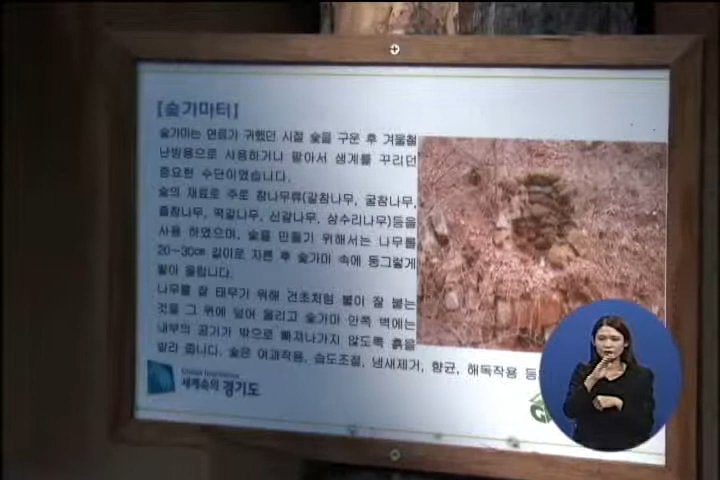 [숯가마터]
숯가마는 연료가 귀했던 시절 숯을 구운 후 겨울철
난방용으로 사용하거나 팔아서 생계를 꾸리던
중요한 수단이었습니다.
숯의 재료로 주로 참나무류(갈참나무, 굴참나무,
졸참나무, 떡갈나무, 신갈나무, 상수리나무)등을
사용 하였으며, 숯을 만들기 위해서는 나무를
20~30cm 길이로 자른 후 숯가마 속에 둥그렇게
쌓아 올립니다.
나무를 잘 태우기 위해 건초처럼 불이 잘 붙는
것을 그 위에 덮어 올리고 숯가마 안쪽 벽에는
내부의 공기가 밖으로 빠져나가지 않도록 흙을
발라 줍니다. 숯은 여과작용, 습도조절, 냄새제거, 항균, 해독작용 등
Global Inspiration
세계속의 경기도